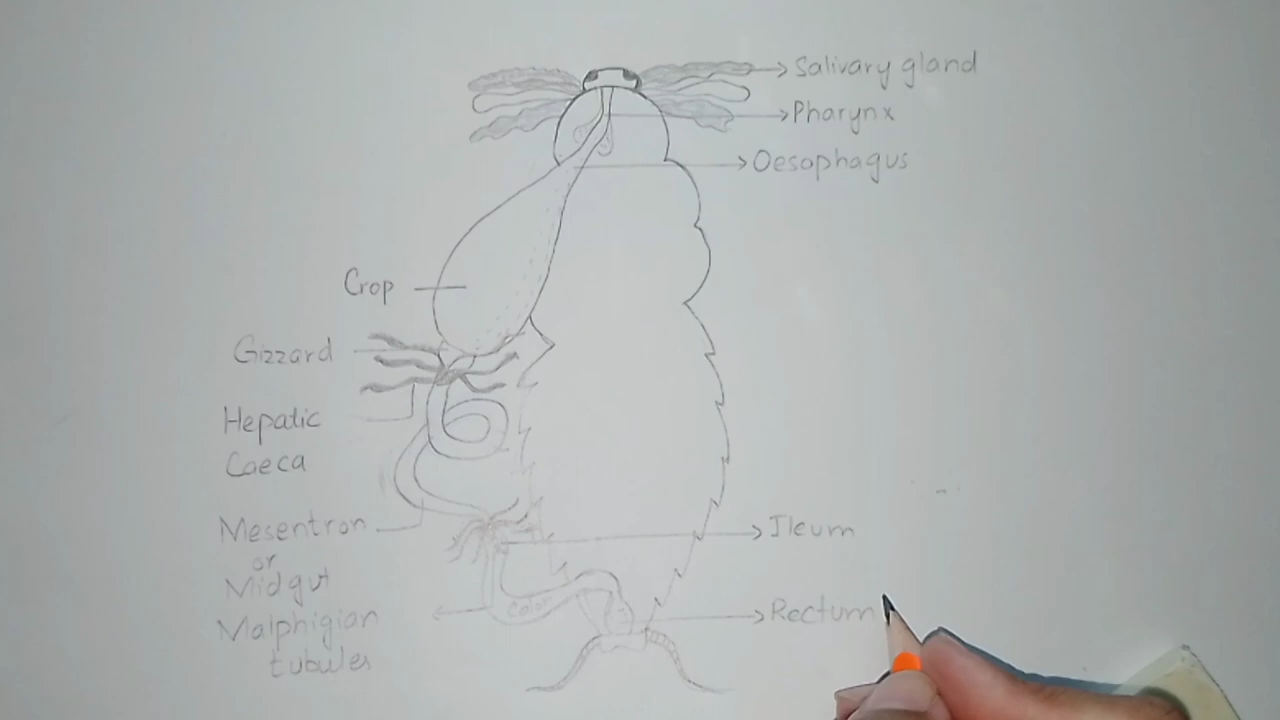 Salivary gland
Pharynx
Oesophagus
Crop
Gizzard
Hepatic
Caeca
Mesentron
or
Midgut
Malphigian
tubules
Ileum
Colon
Rectum